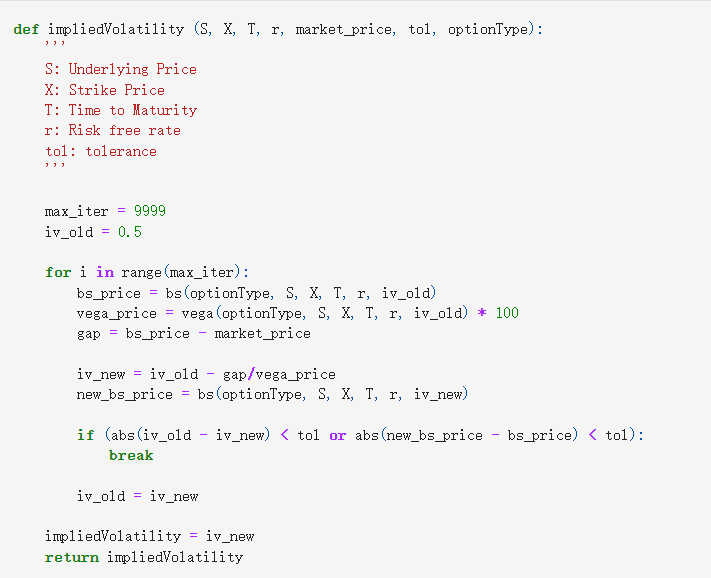 def impliedVolatility (S, X, T, r, market_price, tol, optionType):
    '''
    S: Underlying Price
    X: Strike Price
    T: Time to Maturity
    r: Risk free rate
    tol: tolerance
    '''
    max_iter = 9999
    iv_old = 0.5
    for i in range(max_iter):
        bs_price = bs(optionType, S, X, T, r, iv_old)
        vega_price = vega(optionType, S, X, T, r, iv_old) * 100
        gap = bs_price - market_price
        iv_new = iv_old - gap/vega_price
        new_bs_price = bs(optionType, S, X, T, r, iv_new)
        if (abs(iv_old - iv_new) < tol or abs(new_bs_price - bs_price) < tol):
            break
        iv_old = iv_new
    impliedVolatility = iv_new
    return impliedVolatility